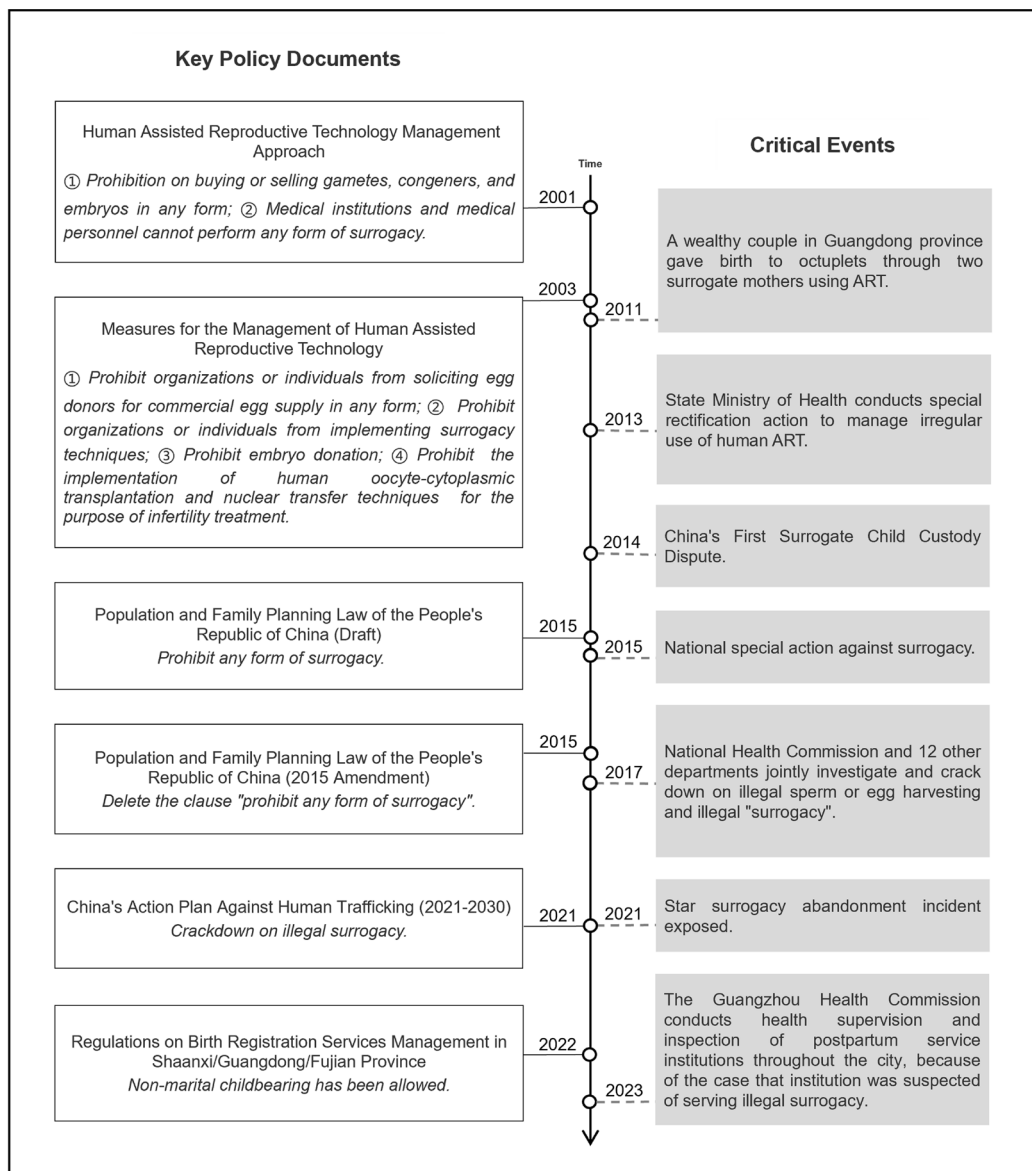 Key Policy Documents
Human Assisted Reproductive Technology Management
Approach
① Prohibition on buying or selling gametes, congeners, and
embryos in any form; ② Medical institutions and medical
personnel cannot perform any form of surrogacy.
Measures for the Management of Human Assisted
Reproductive Technology
① Prohibit organizations or individuals from soliciting egg
donors for commercial egg supply in any form; ② Prohibit
organizations or individuals from implementing surrogacy
techniques; ③ Prohibit embryo donation; ④ Prohibit the
implementation of human oocyte-cytoplasmic
transplantation and nuclear transfer techniques for the
purpose of infertility treatment.
Population and Family Planning Law of the People's
Republic of China (Draft)
Prohibit any form of surrogacy.
Population and Family Planning Law of the People's
Republic of China (2015 Amendment)
Delete the clause "prohibit any form of surrogacy".
China's Action Plan Against Human Trafficking (2021-2030)
Crackdown on illegal surrogacy.
Regulations on Birth Registration Services Management in
Shaanxi/Guangdong/Fujian Province
Non-marital childbearing has been allowed.
Time
2001
2003
2011
2013
2014
2015
2015
2015
2017
2021
2021
2022
2023
Critical Events
A wealthy couple in Guangdong province
gave birth to octuplets through two
surrogate mothers using ART.
State Ministry of Health conducts special
rectification action to manage irregular
use of human ART.
China's First Surrogate Child Custody
Dispute.
National special action against surrogacy.
National Health Commission and 12 other
departments jointly investigate and crack
down on illegal sperm or egg harvesting
and illegal "surrogacy".
Star surrogacy abandonment incident
exposed.
The Guangzhou Health Commission
conducts health supervision and
inspection of postpartum service
institutions throughout the city, because
of the case that institution was suspected
of serving illegal surrogacy.